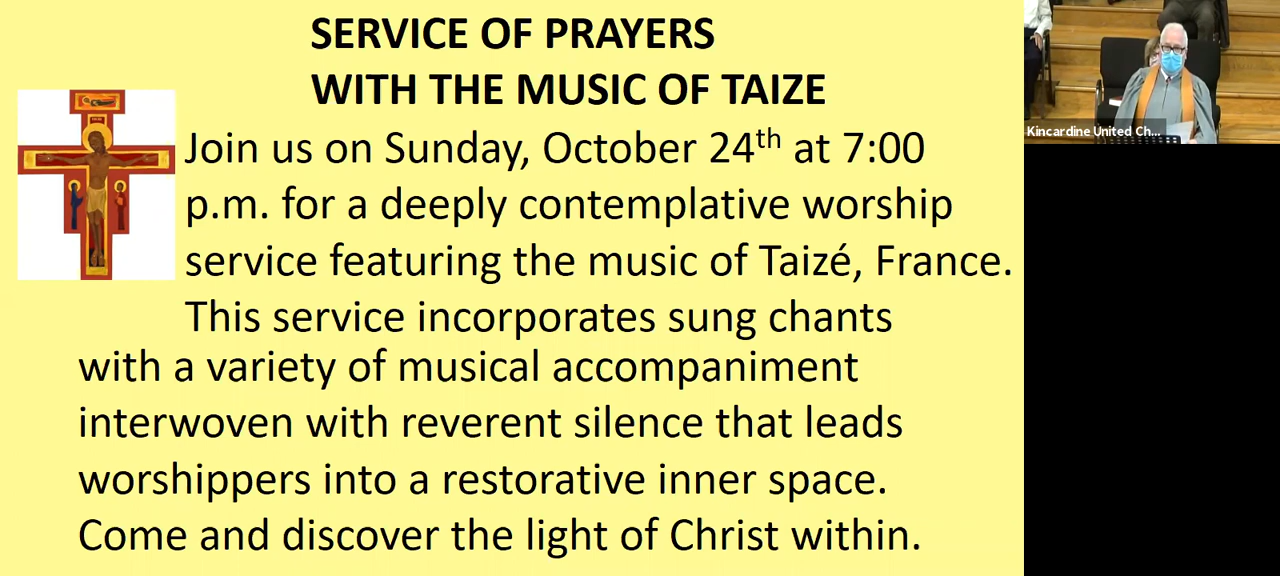 SERVICE OF PRAYERS
WITH THE MUSIC OF TAIZE
Join us on Sunday, October 24th at 7:00
p.m. for a deeply contemplative worship
service featuring the music of Taizé, France.
This service incorporates sung chants
with a variety of musical accompaniment
interwoven with reverent silence that leads
worshippers into a restorative inner space.
Come and discover the light of Christ within.
Kincardine United Ch...